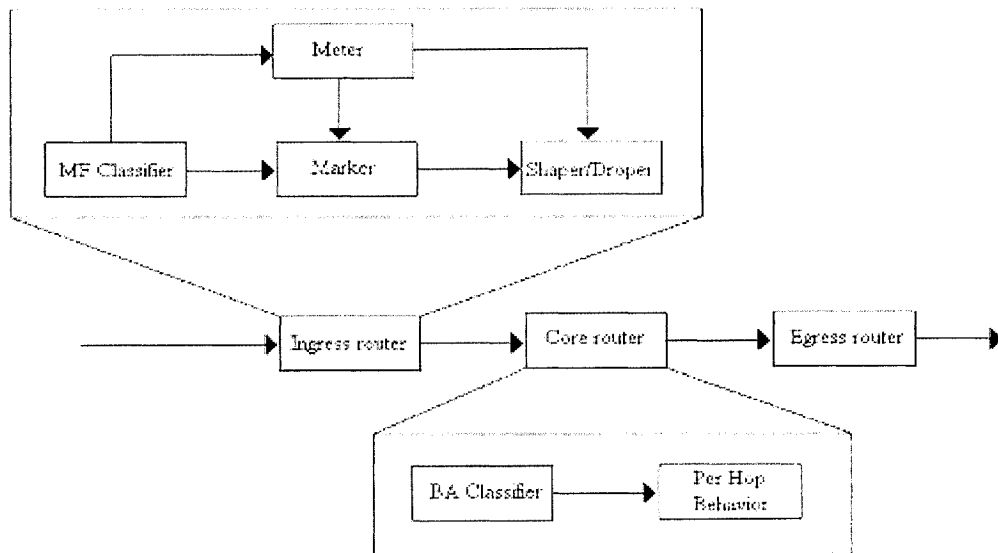 Meter
MF Classifier
Marker
Shaper/Droper
Ingress router
Core router
Egress router
BA Classifier
Per Hop
Behavior